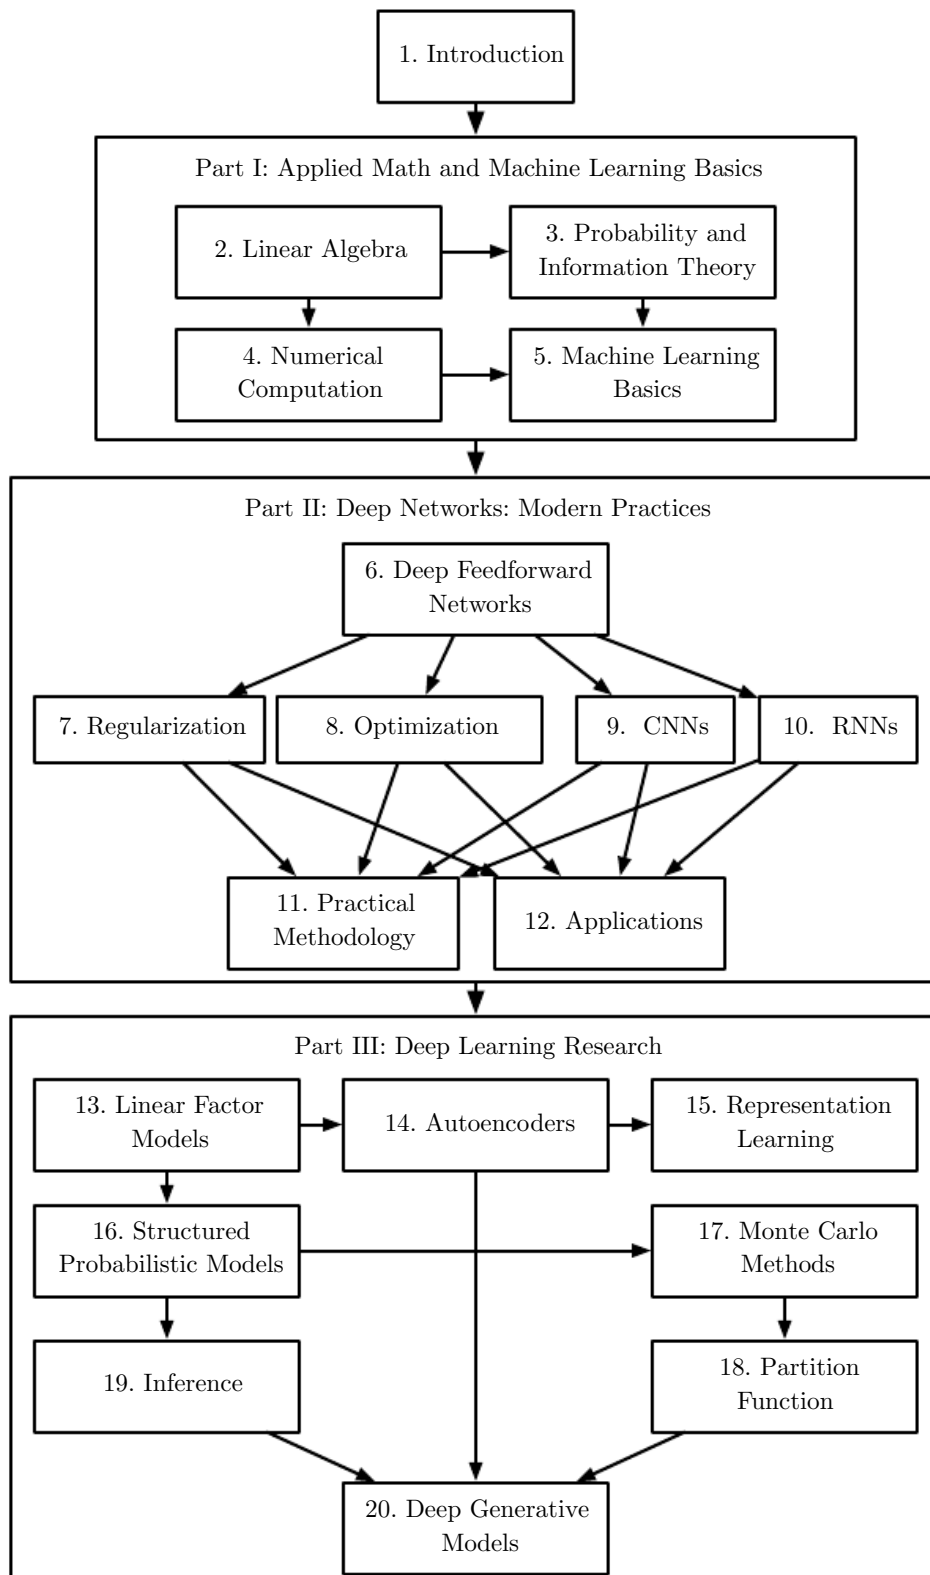 1. Introduction
Part I: Applied Math and Machine Learning Basics
2. Linear Algebra
3. Probability and
Information Theory
4. Numerical
Computation
5. Machine Learning
Basics
Part II: Deep Networks: Modern Practices
6. Deep Feedforward
Networks
7. Regularization
8. Optimization
9. CNNs
10. RNNs
11. Practical
Methodology
12. Applications
Part III: Deep Learning Research
13. Linear Factor
Models
14. Autoencoders
15. Representation
Learning
16. Structured
Probabilistic Models
17. Monte Carlo
Methods
19. Inference
18. Partition
Function
20. Deep Generative
Models